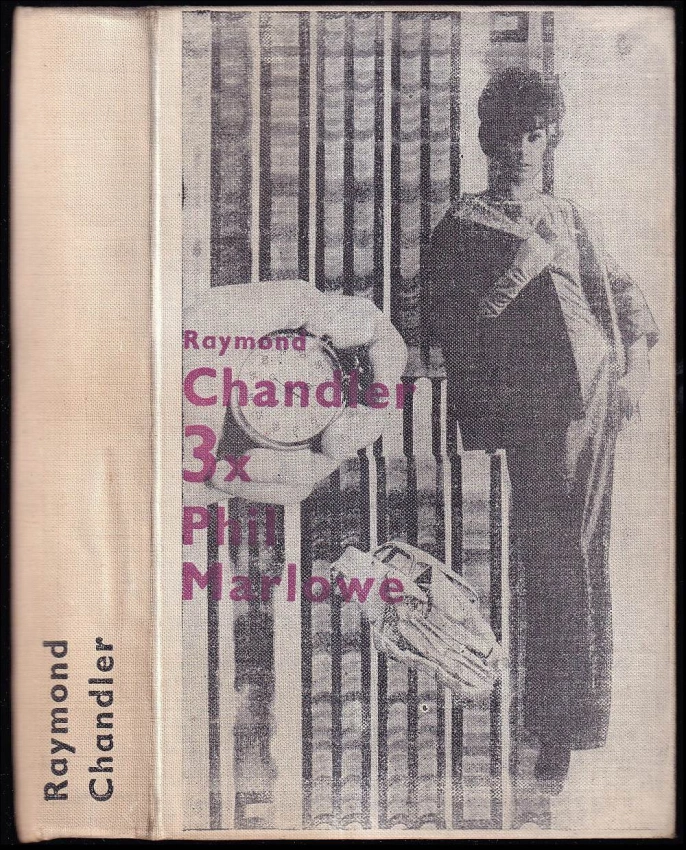 Raymond
Chandler
Raymond
Chandler
3x
Phil
Marlowe